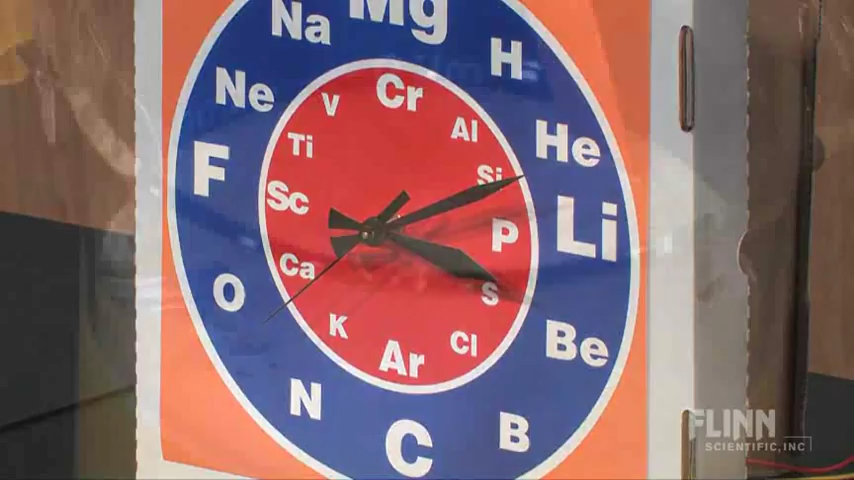 Mg
H
He
Li
Be
B
C
N
O
F
Ne
Na
Cr
Al
Si
P
S
Cl
Ar
K
Ca
Sc
Ti
V
FLINN
SCIENTIFIC, INC